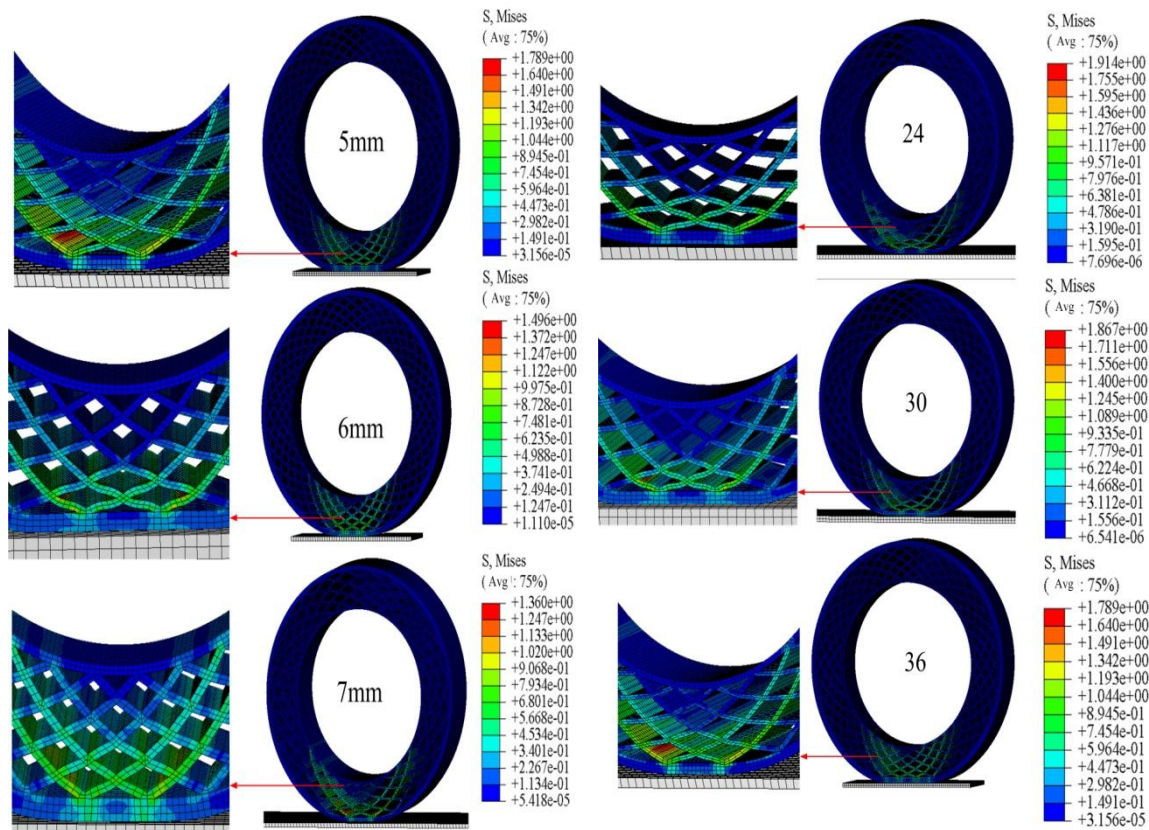 S, Mises
( Avg : 75%)
+1.789e+00
+1.640e+00
+1.491e+00
+1.342e+00
+1.193e+00
+1.044e+00
+8.945e-01
+7.454e-01
+5.964e-01
+4.473e-01
+2.982e-01
+1.491e-01
+3.156e-05
5mm
S, Mises
( Avg : 75%)
+1.914e+00
+1.755e+00
+1.595e+00
+1.436e+00
+1.276e+00
+1.117e+00
+9.571e-01
+7.976e-01
+6.381e-01
+4.786e-01
+3.190e-01
+1.595e-01
+7.696e-06
24
S, Mises
( Avg : 75%)
+1.496e+00
+1.372e+00
+1.247e+00
+1.122e+00
+9.975e-01
+8.728e-01
+7.481e-01
+6.235e-01
+4.988e-01
+3.741e-01
+2.494e-01
+1.247e-01
+1.110e-05
6mm
S, Mises
( Avg : 75%)
+1.867e+00
+1.711e+00
+1.556e+00
+1.400e+00
+1.245e+00
+1.089e+00
+9.335e-01
+7.779e-01
+6.224e-01
+4.668e-01
+3.112e-01
+1.556e-01
+6.541e-06
30
S, Mises
(Avg : 75%)
+1.360e+00
+1.247e+00
+1.133e+00
+1.020e+00
+9.068e-01
+7.934e-01
+6.801e-01
+5.668e-01
+4.534e-01
+3.401e-01
+2.267e-01
+1.134e-01
+5.418e-05
7mm
S, Mises
( Avg : 75%)
+1.789e+00
+1.640e+00
+1.491e+00
+1.342e+00
+1.193e+00
+1.044e+00
+8.945e-01
+7.454e-01
+5.964e-01
+4.473e-01
+2.982e-01
+1.491e-01
+3.156e-05
36